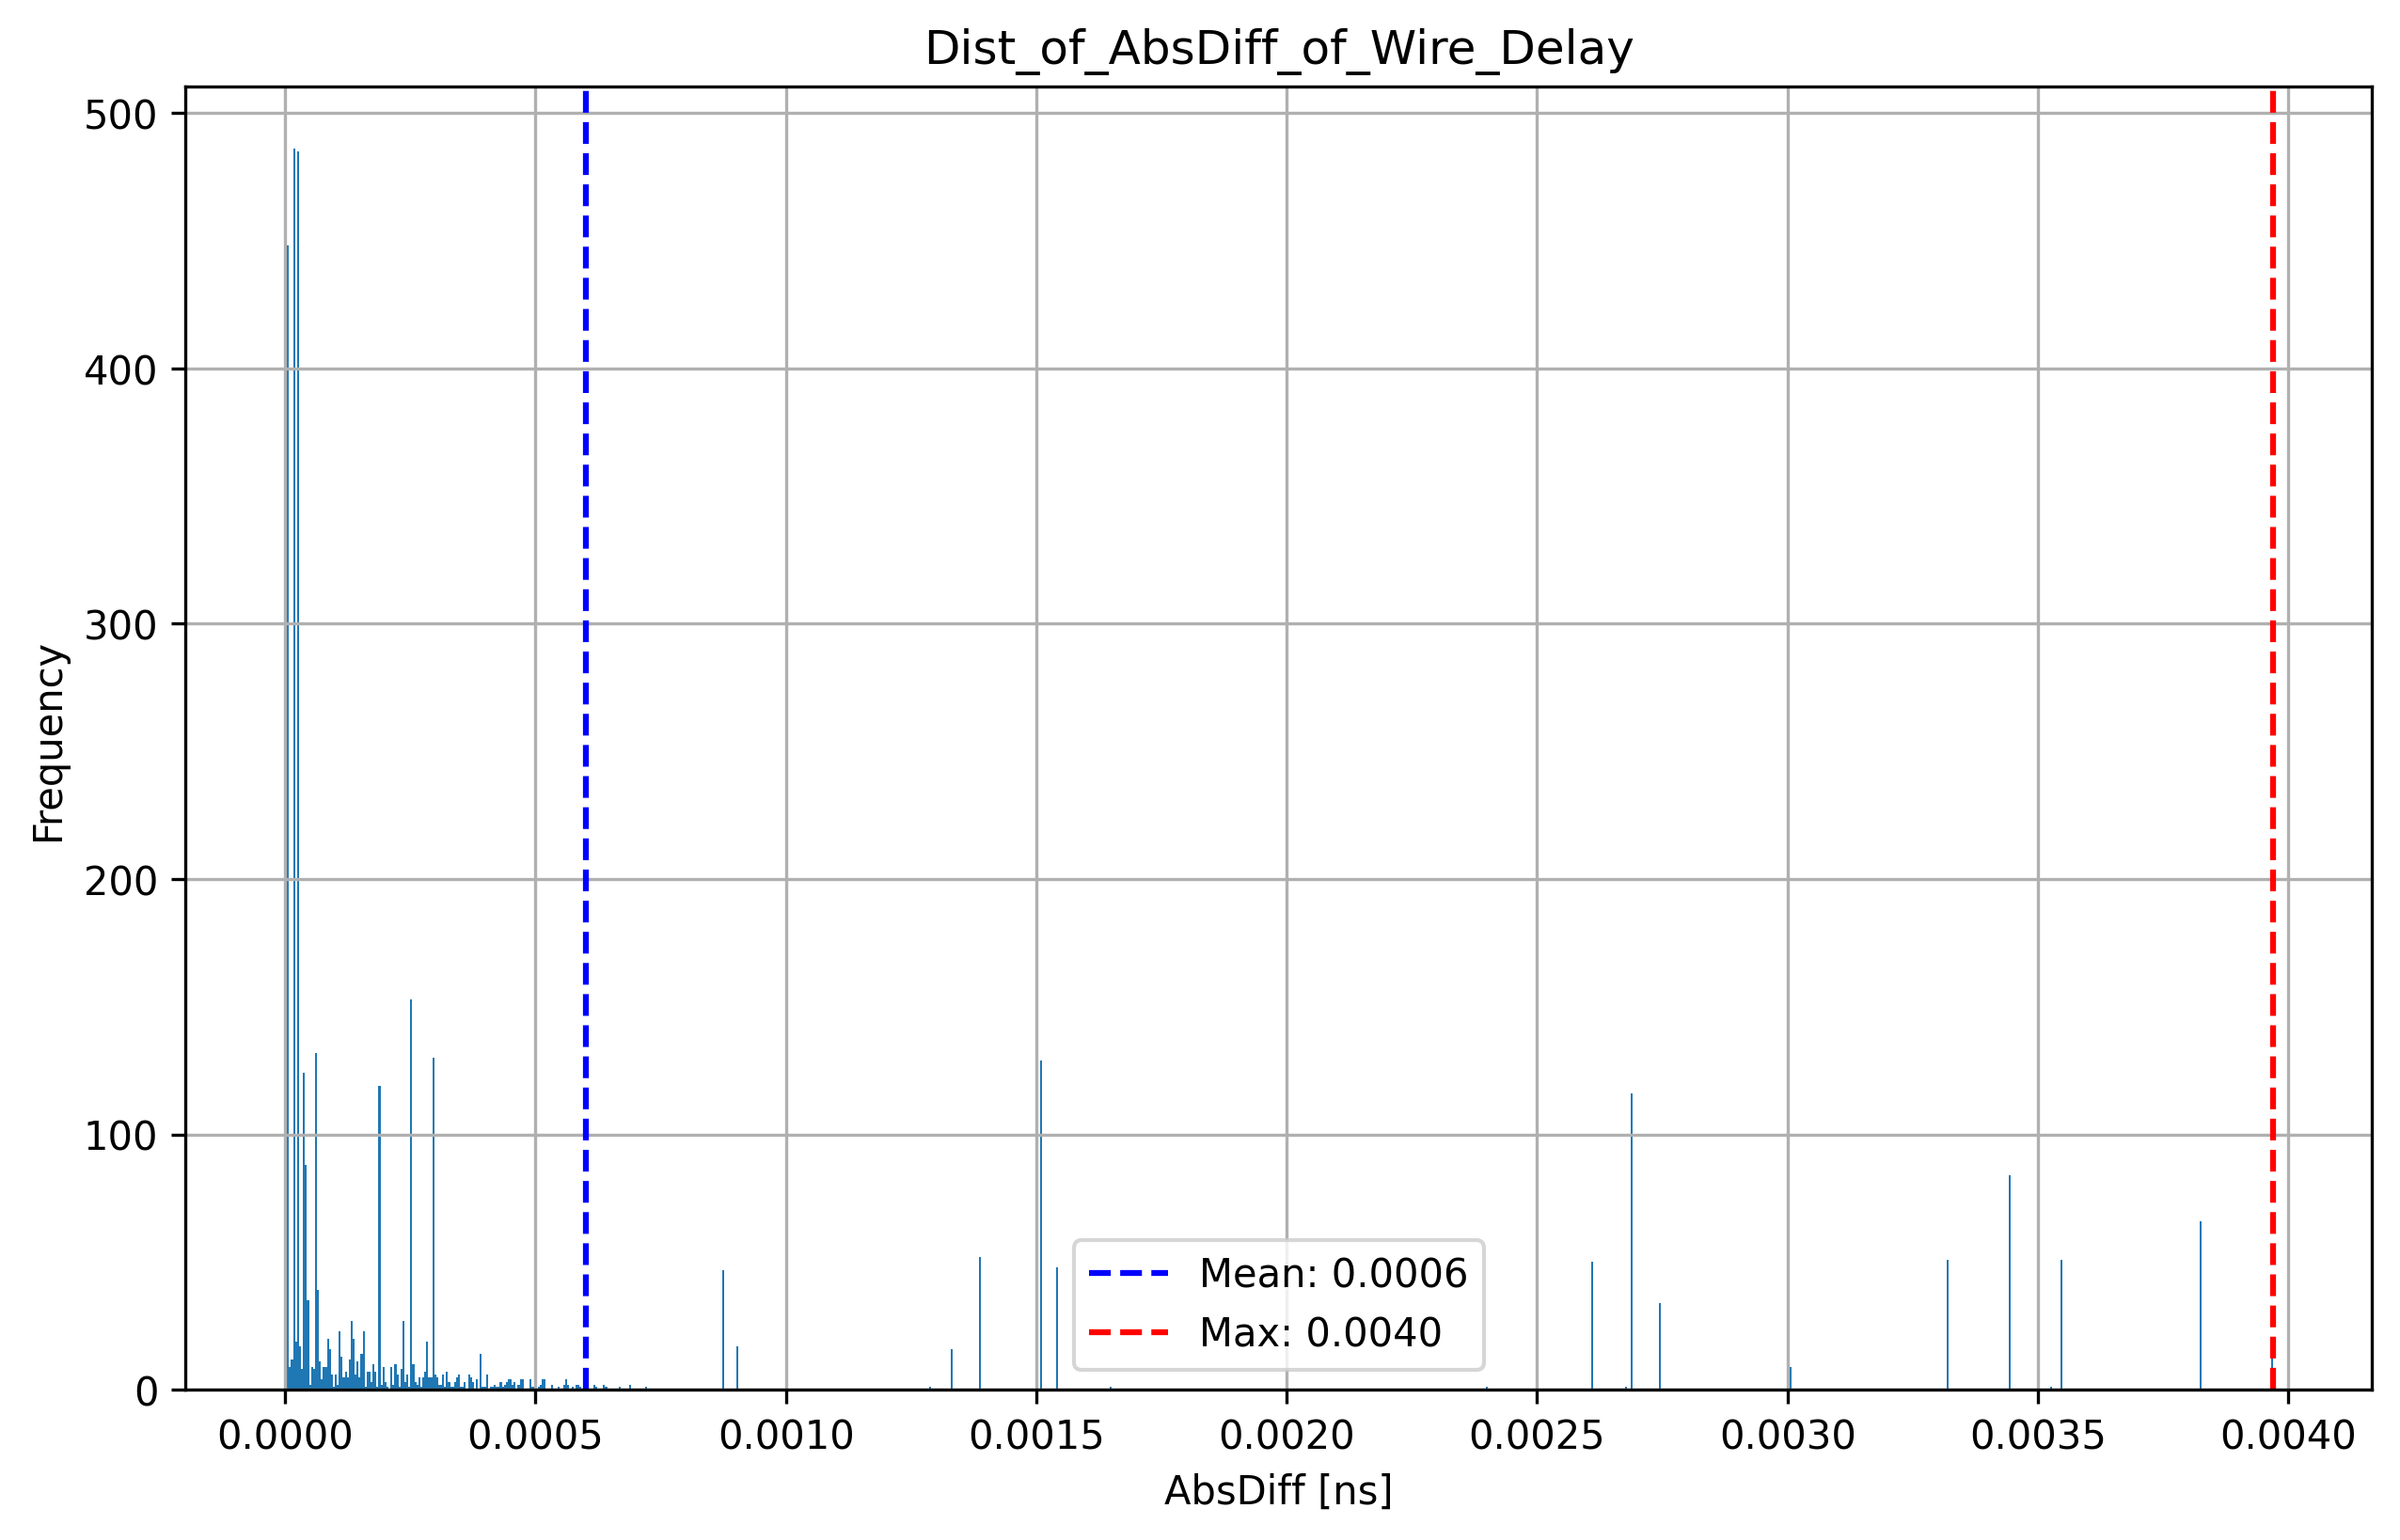 Dist_of_AbsDiff_of_Wire_Delay
Frequency
500
400
300
200
100
0
Mean: 0.0006
Max: 0.0040
0.0000 0.0005 0.0010 0.0015 0.0020 0.0025 0.0030 0.0035 0.0040
AbsDiff [ns]